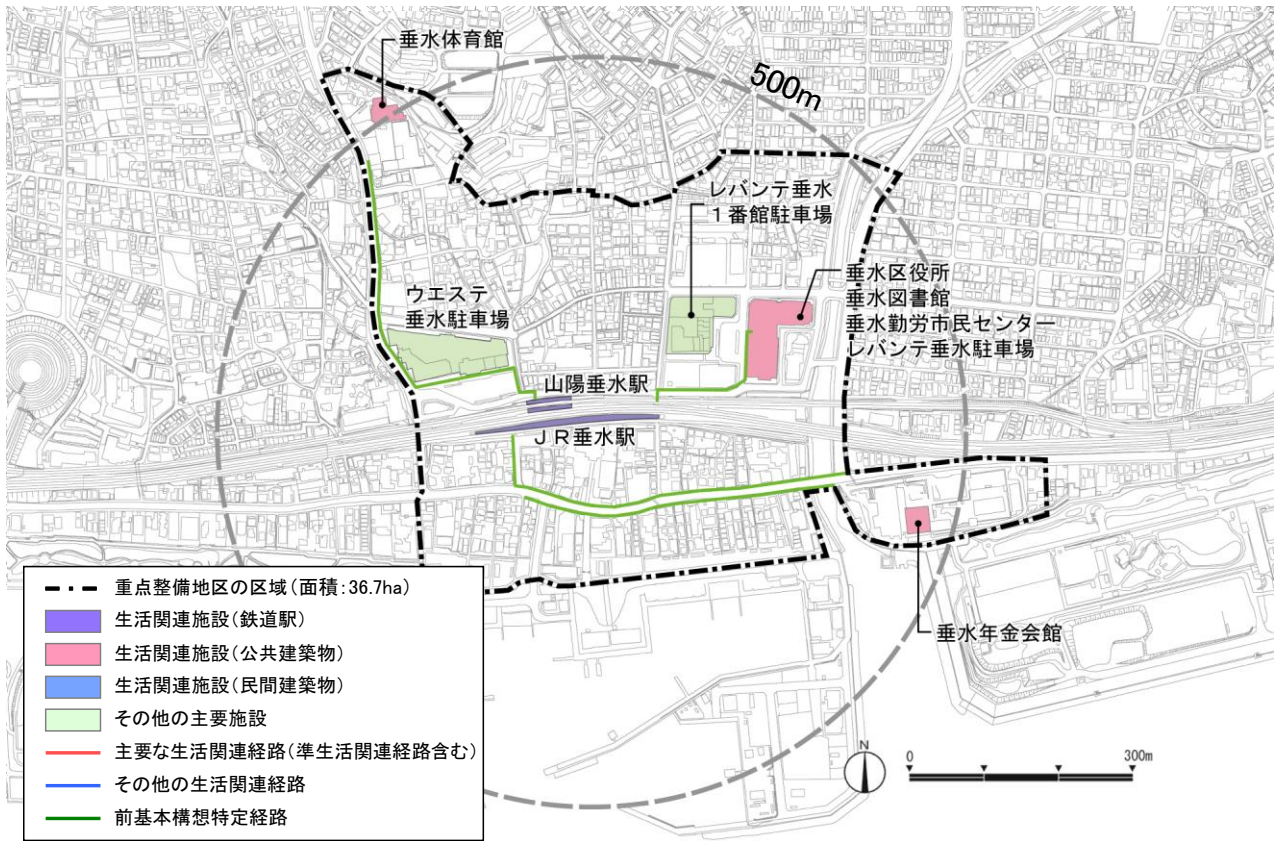 垂水体育館
500m
レバンテ垂水
１番館駐車場
垂水区役所
垂水図書館
垂水勤労市民センター
レバンテ垂水駐車場
ウエステ
垂水駐車場
山陽垂水駅
ＪＲ垂水駅
垂水年金会館
N
0
300m
重点整備地区の区域（面積：36.7ha）
生活関連施設（鉄道駅）
生活関連施設（公共建築物）
生活関連施設（民間建築物）
その他の主要施設
主要な生活関連経路（準生活関連経路含む）
その他の生活関連経路
前基本構想特定経路